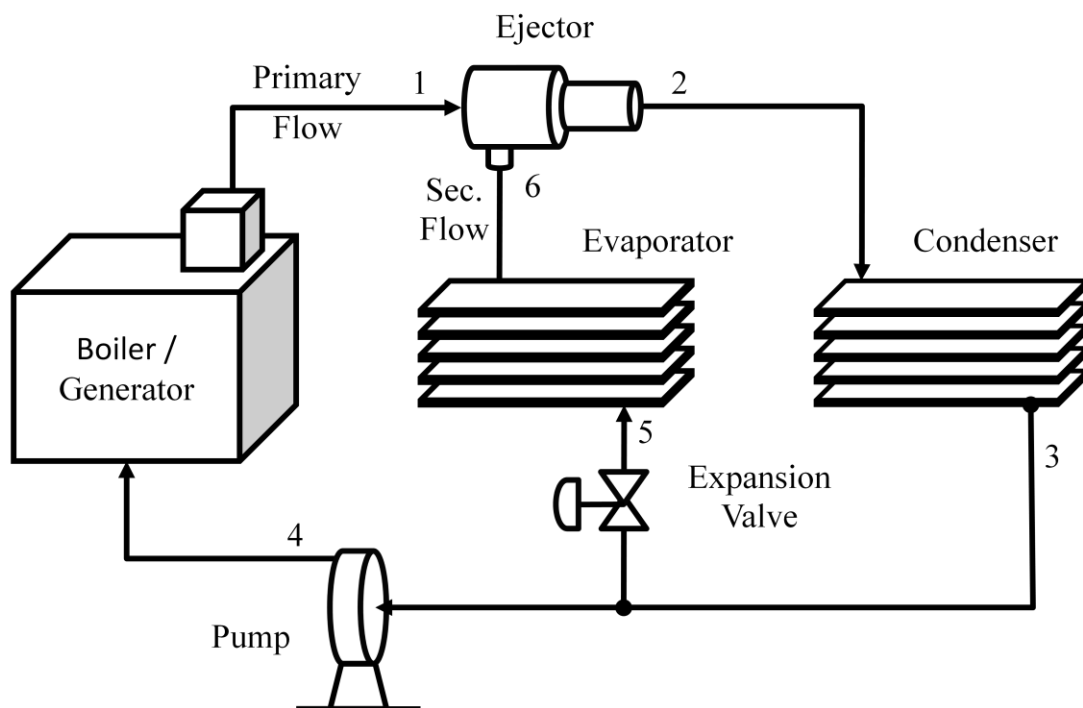 Ejector
Primary
Flow
1
2
Sec.
Flow
6
Evaporator
Condenser
Boiler /
Generator
5
3
Expansion
Valve
4
Pump